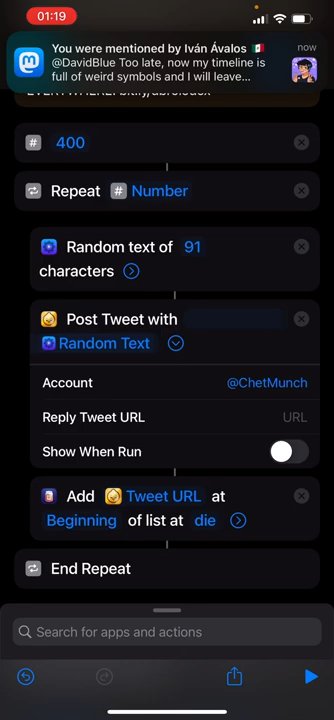 01:19
You were mentioned by Iván Ávalos 🇲🇽
now
@DavidBlue Too late, now my timeline is
full of weird symbols and I will leave...
# 400
Repeat # Number
Random text of 91
characters
Post Tweet with
Random Text
Account @ChetMunch
Reply Tweet URL URL
Show When Run
Add Tweet URL at
Beginning of list at die
End Repeat
Search for apps and actions